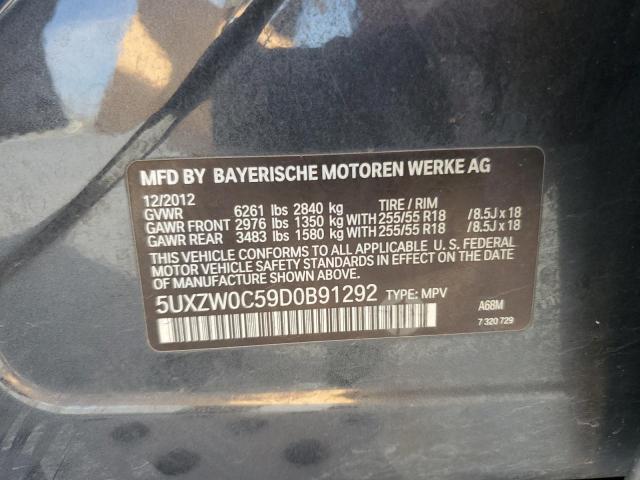 MFD BY BAYERISCHE MOTOREN WERKE AG
12/2012 TIRE / RIM
GVWR 6261 lbs 2840 kg
GAWR FRONT 2976 lbs 1350 kg WITH 255/55 R18 /8.5J x 18
GAWR REAR 3483 lbs 1580 kg WITH 255/55 R18 /8.5J x 18
THIS VEHICLE CONFORMS TO ALL APPLICABLE U. S. FEDERAL
MOTOR VEHICLE SAFETY STANDARDS IN EFFECT ON THE DATE
OF MANUFACTURE SHOWN ABOVE.
5UXZW0C59D0B91292 TYPE: MPV A68M
7 320 729